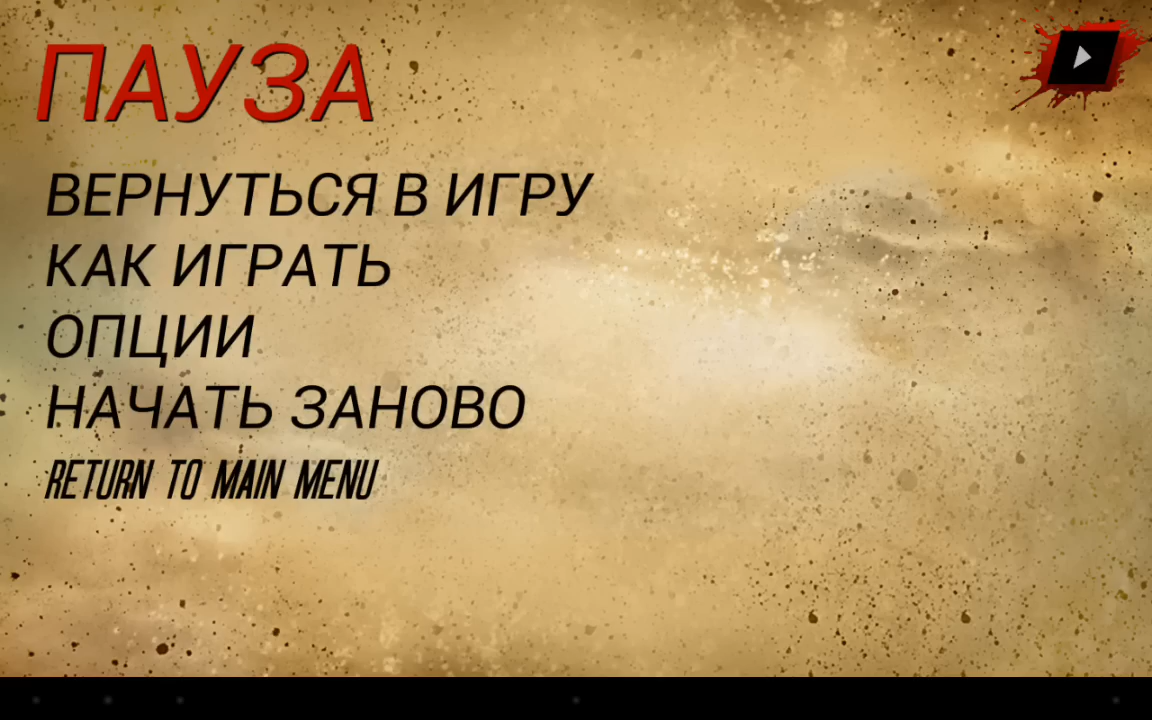 ПАУЗА
ВЕРНУТЬСЯ В ИГРУ
КАК ИГРАТЬ
ОПЦИИ
НАЧАТЬ ЗАНОВО
RETURN TO MAIN MENU